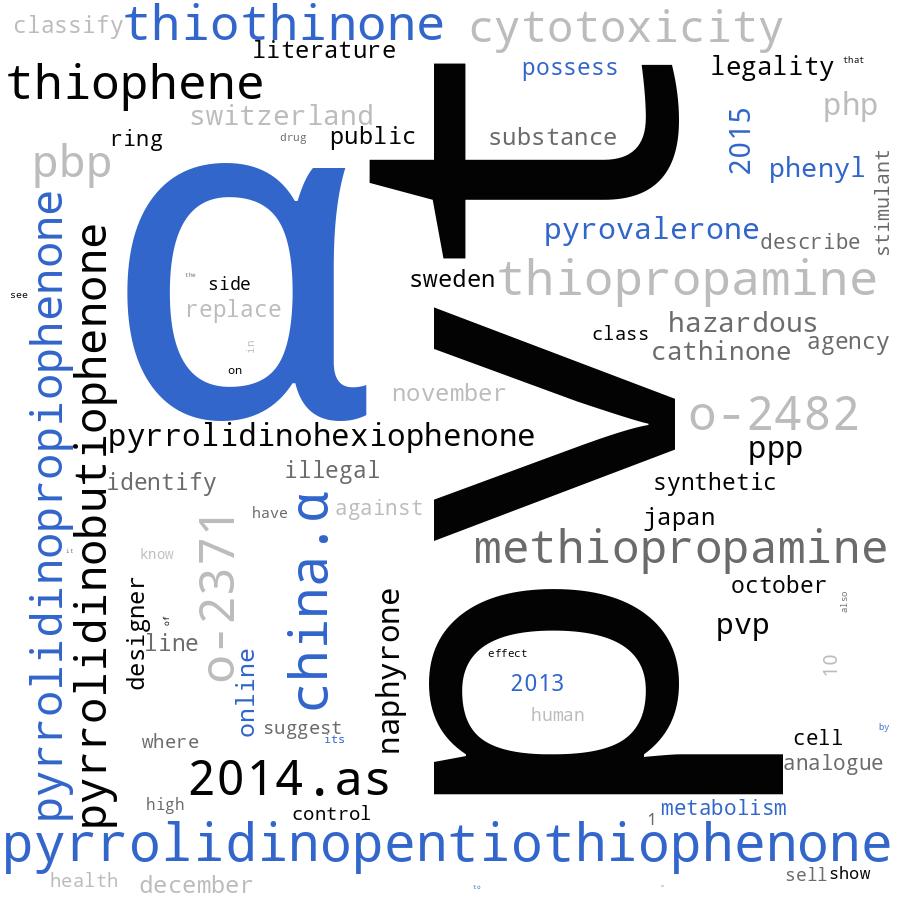 classify
thiothinone
cytotoxicity
literature
possess
legality
that
thiophene
switzerland
php
ring
drug
public
substance
2015
pbp
phenyl
stimulant
α
pvt
pyrovalerone
describe
sweden
thiopropamine
see
the
side
replace
in
on
class
hazardous
cathinone
agency
november
o-2482
pyrrolidinohexiophenone
ppp
pyrrolidinopropiophenone
pyrrolidinobutiophenone
identify
illegal
synthetic
have
china.α
against
japan
o-2371
it
know
methiopropamine
designer
of
line
october
also
naphyrone
pvp
effect
2013
human
10
online
suggest
its
where
by
cell
analogue
2014.as
high
control
1
metabolism
pyrrolidinopentiothiophenone
health
december
to
sell
show